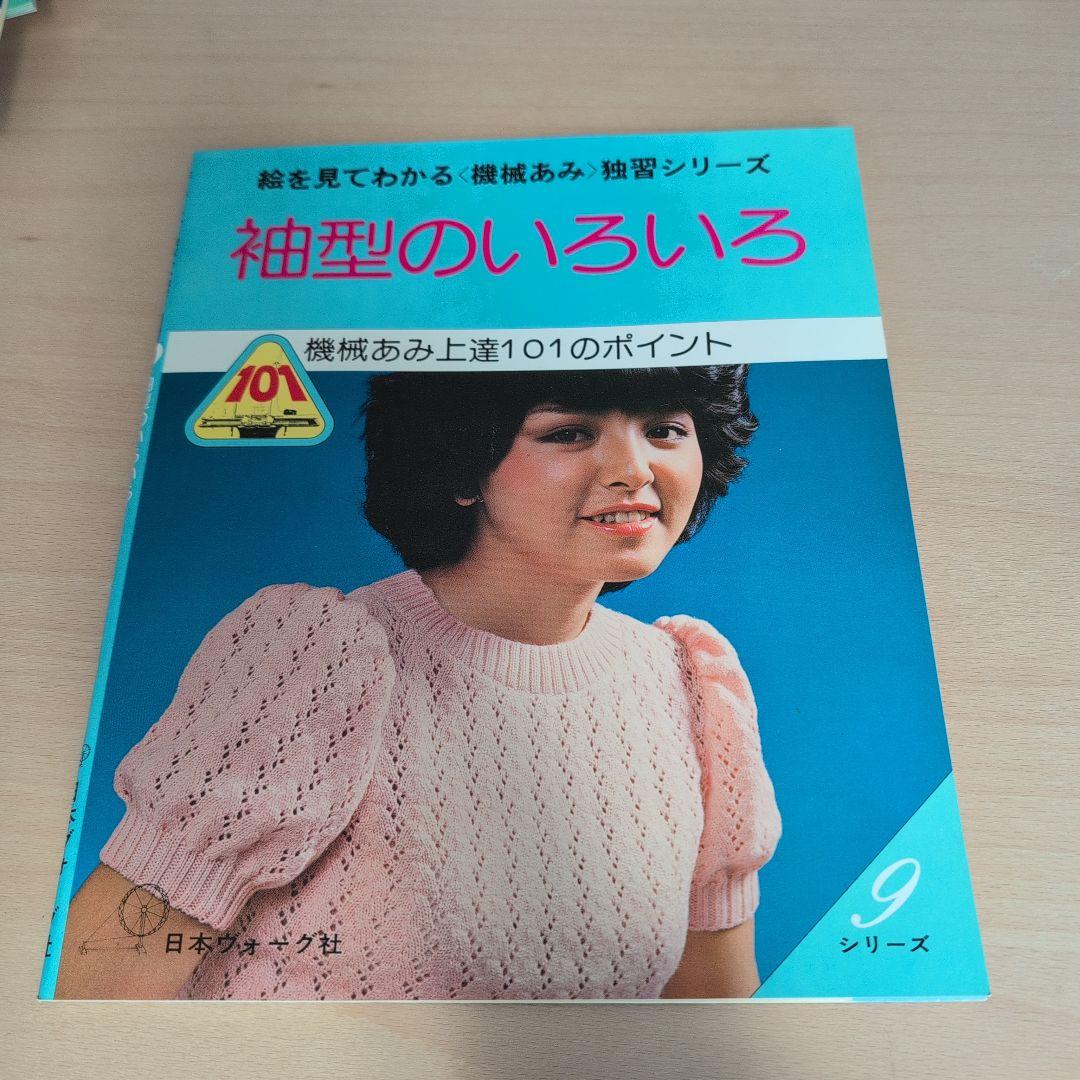 絵を見てわかる〈機械あみ〉独習シリーズ
袖型のいろいろ
機械あみ上達101のポイント
101
9
シリーズ
日本ヴォーグ社